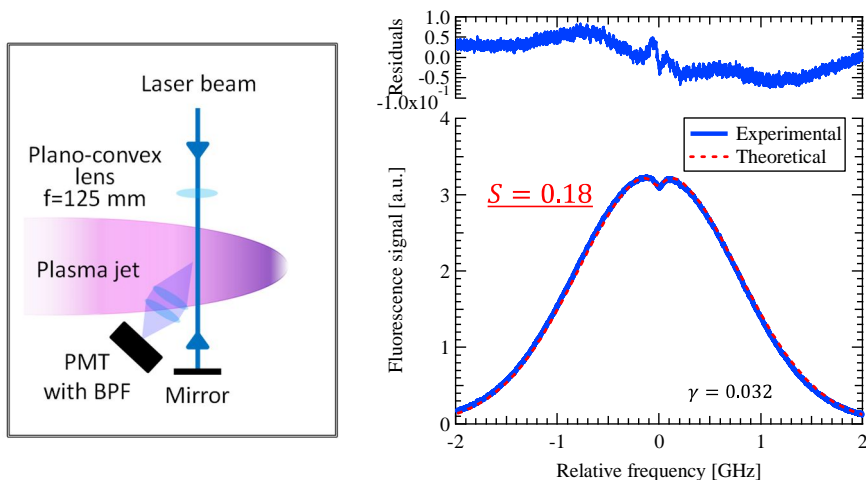 Laser beam
Plano-convex
lens
f=125 mm
Plasma jet
PMT
with BPF
Mirror
Residuals
1.0
0.5
0.0
-0.5
-1
-1.0x10
Fluorescence signal [a.u.]
4
3
2
1
0
Experimental
Theoretical
S = 0.18
γ = 0.032
-2 -1 0 1 2
Relative frequency [GHz]